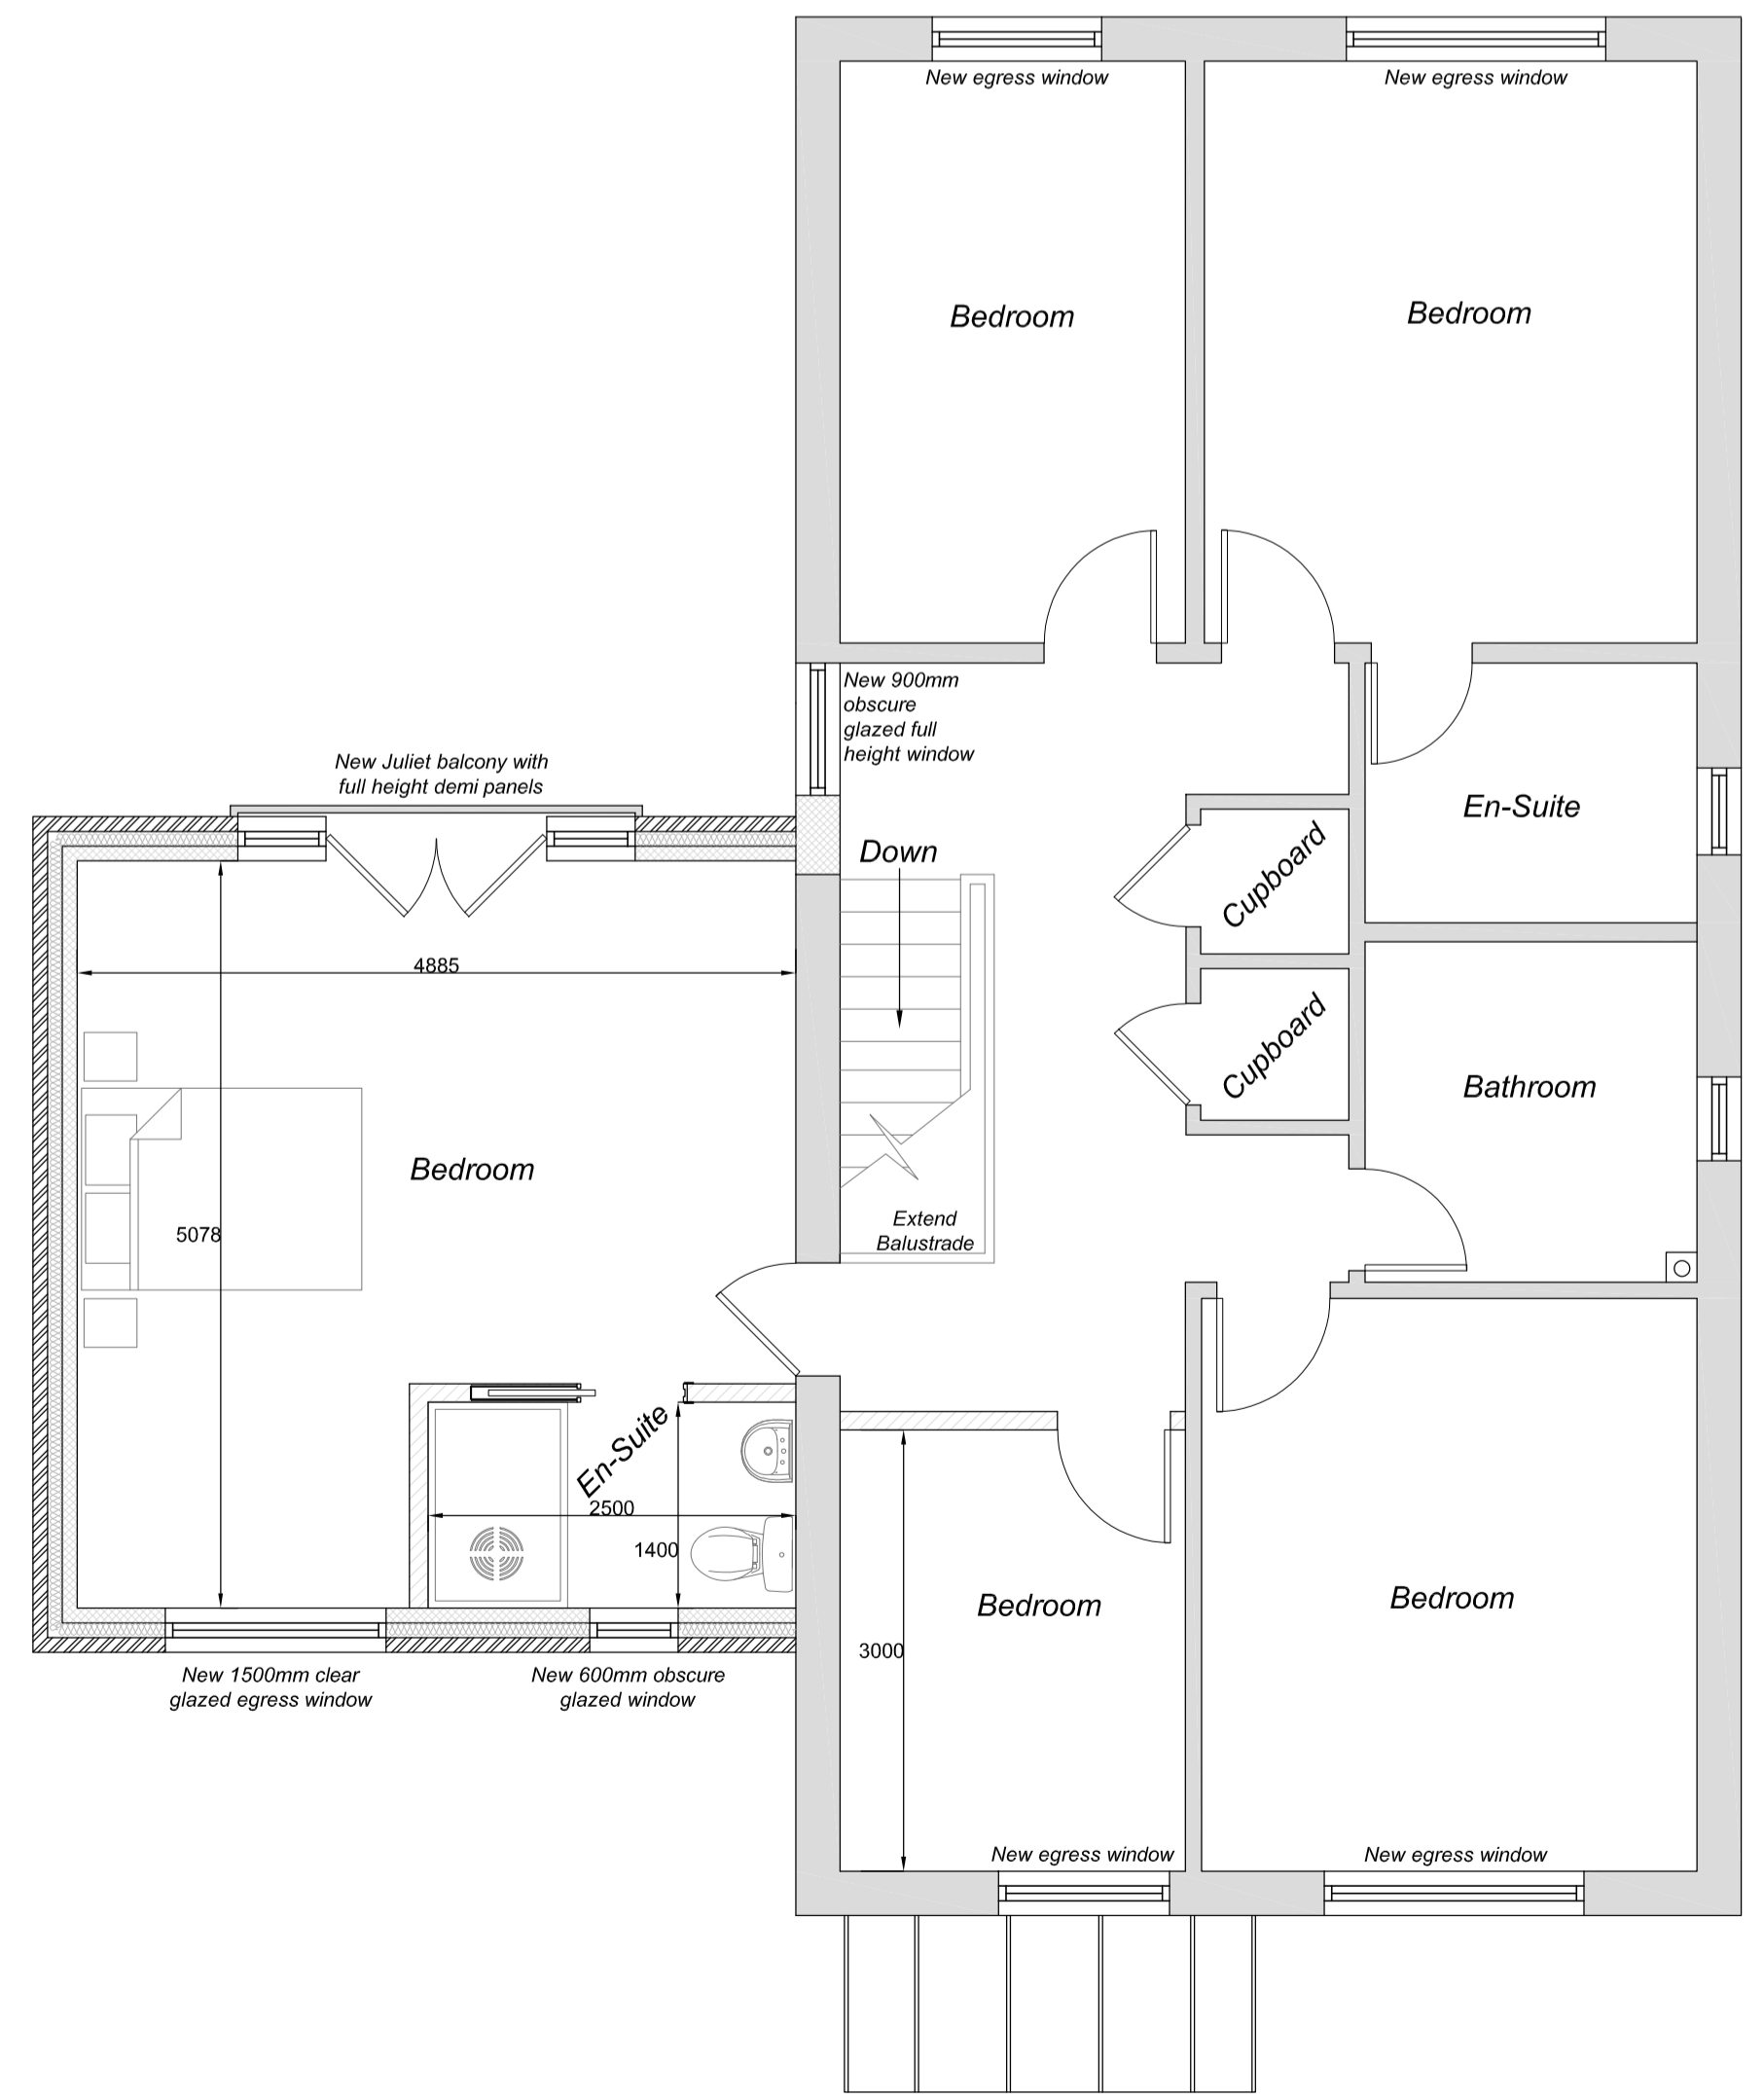 New egress window
New egress window
Bedroom
Bedroom
New 900mm
obscure
glazed full
height window
New Juliet balcony with
full height demi panels
En-Suite
Down
Cupboard
4885
Cupboard
Bathroom
Bedroom
5078
Extend
Balustrade
En-Suite
2500
1400
Bedroom
Bedroom
3000
New 1500mm clear
glazed egress window
New 600mm obscure
glazed window
New egress window
New egress window